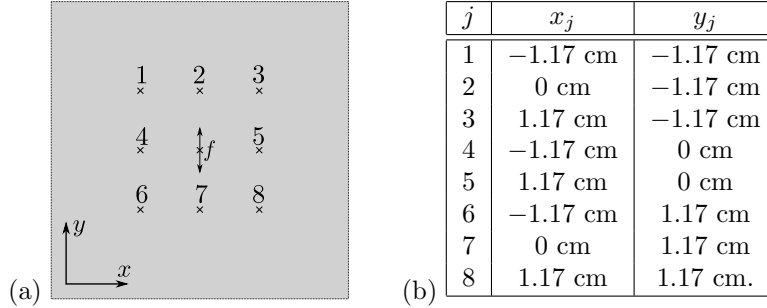 1 2 3
4 f 5
6 7 8
y
x
(a)
j x_j y_j
1 −1.17 cm −1.17 cm
2 0 cm −1.17 cm
3 1.17 cm −1.17 cm
4 −1.17 cm 0 cm
5 1.17 cm 0 cm
6 −1.17 cm 1.17 cm
7 0 cm 1.17 cm
8 1.17 cm 1.17 cm.
(b)